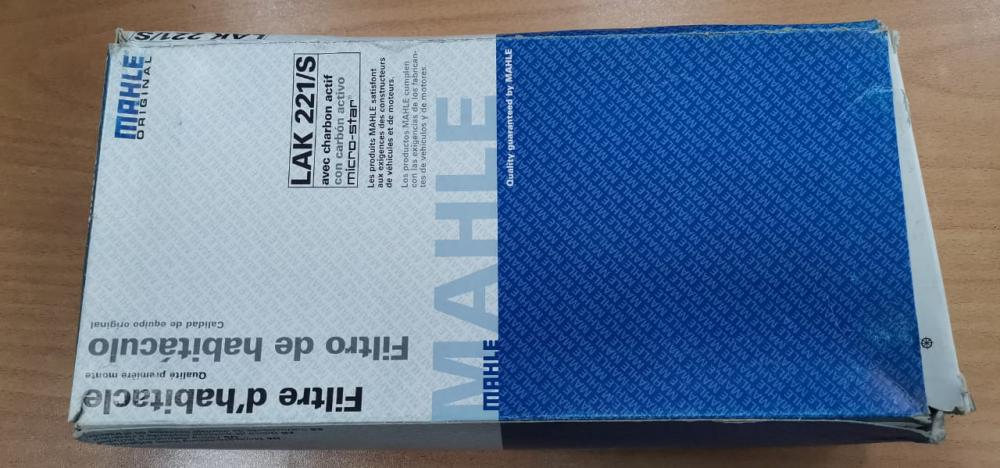 LAK 221/S
MAHLE
ORIGINAL
LAK 221/S
avec charbon actif
con carbón activo
micro-star®
Les produits MAHLE satisfont
aux exigences des constructeurs
de véhicules et de moteurs.
Los productos MAHLE cumplen
con las exigencias de los fabrican-
tes de vehículos y de motores.
MAHLE
Quality guaranteed by MAHLE
MAHLE
Filtre d'habitacle
Qualité première monte
Filtro de habitáculo
Calidad de equipo original